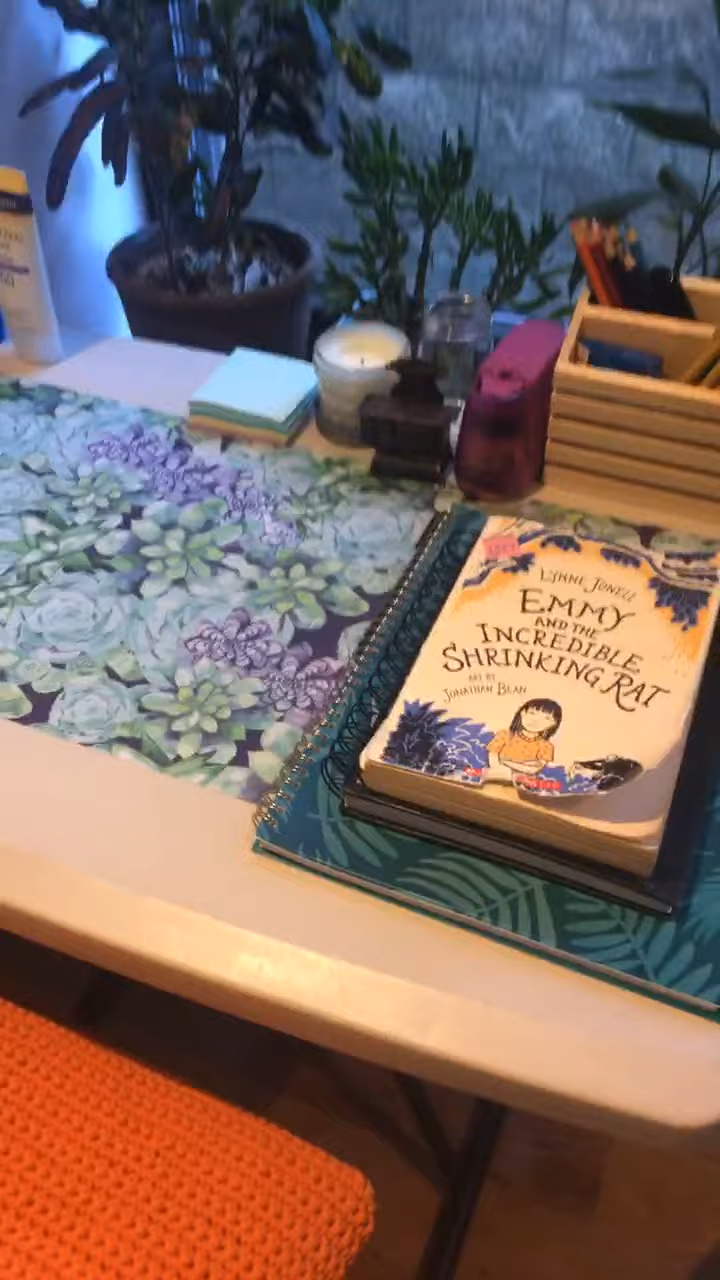 LYNNE JONELL
EMMY
AND THE
INCREDIBLE
SHRINKING RAT
ART BY
JONATHAN BEAN